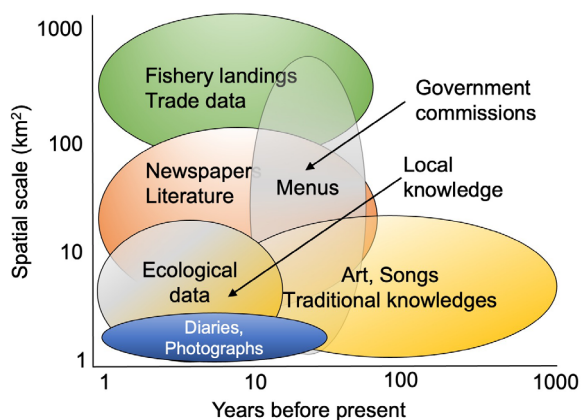 1000
Fishery landings
Trade data
Government
commissions
100
Newspapers
Literature
Menus
Local
knowledge
Spatial scale (km²)
10
Ecological
data
Art, Songs
Traditional knowledges
Diaries,
Photographs
1
1 10 100 1000
Years before present